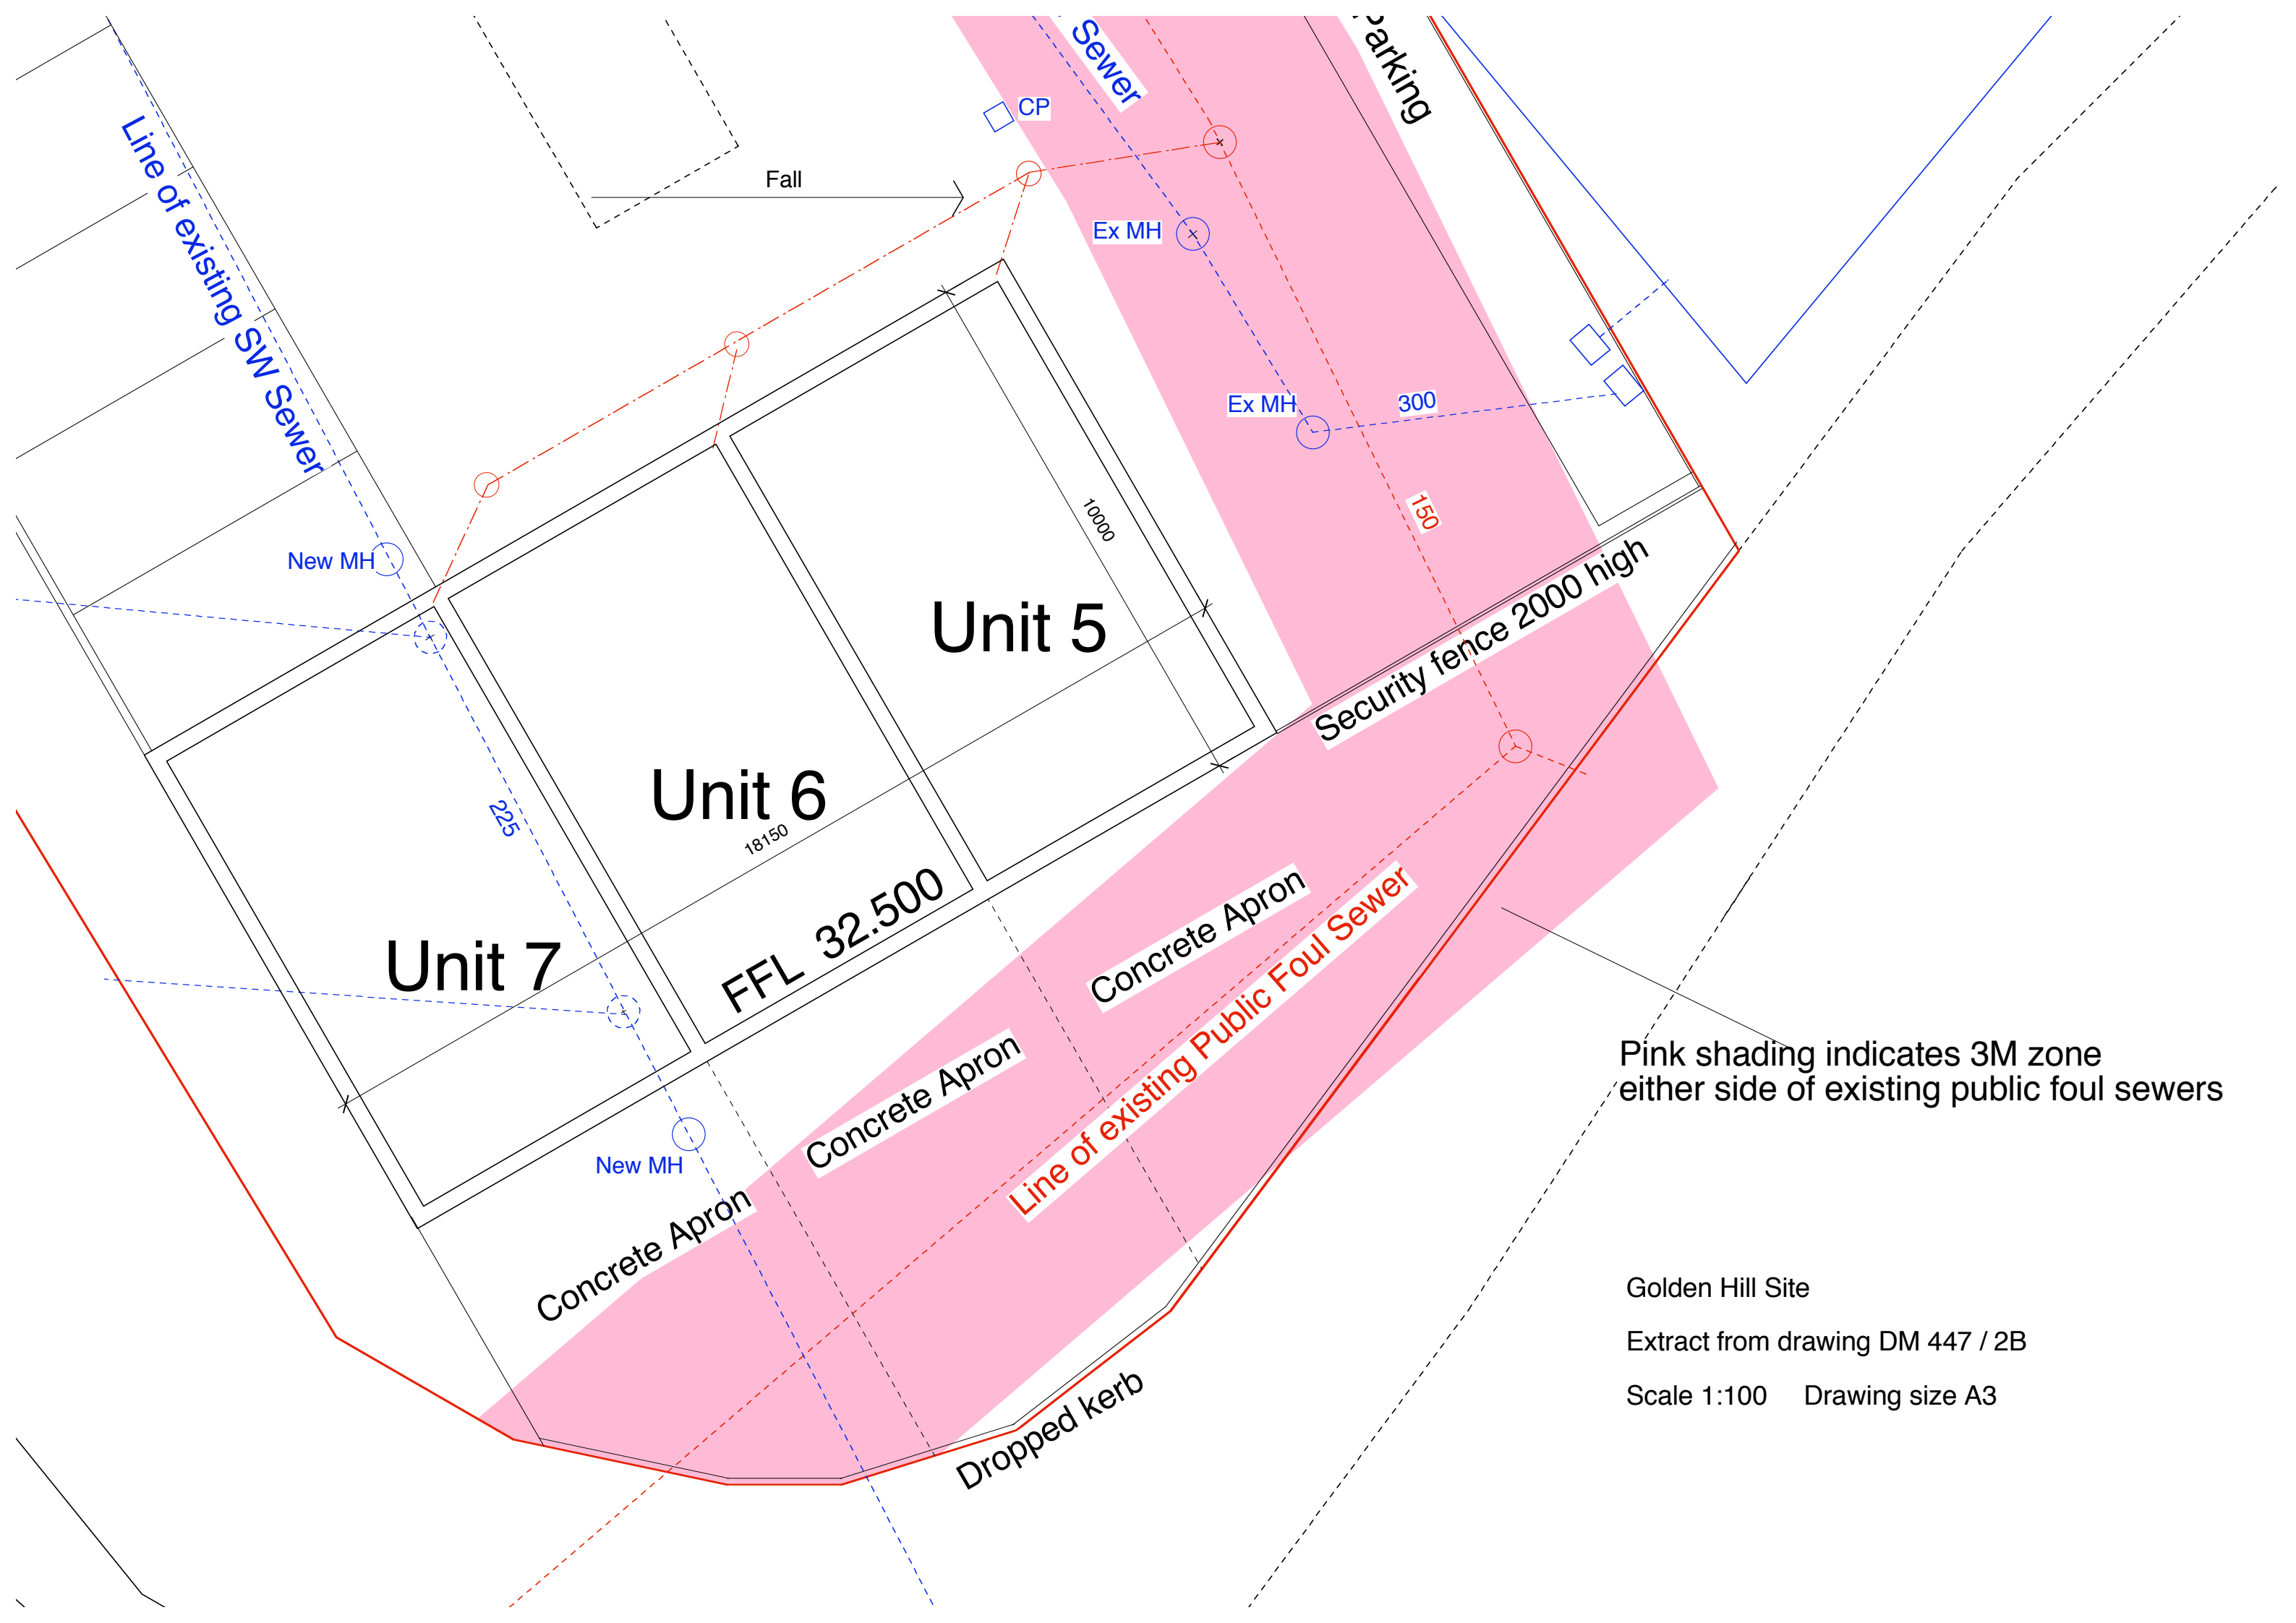 Sewer
Parking
CP
Line of existing SW Sewer
Fall
Ex MH
Ex MH
300
150
10000
New MH
Security fence 2000 high
Unit 5
Unit 6
18150
225
FFL 32.500
Unit 7
Concrete Apron
Line of existing Public Foul Sewer
Concrete Apron
New MH
Concrete Apron
Pink shading indicates 3M zone
either side of existing public foul sewers
Golden Hill Site
Extract from drawing DM 447 / 2B
Scale 1:100 Drawing size A3
Dropped kerb